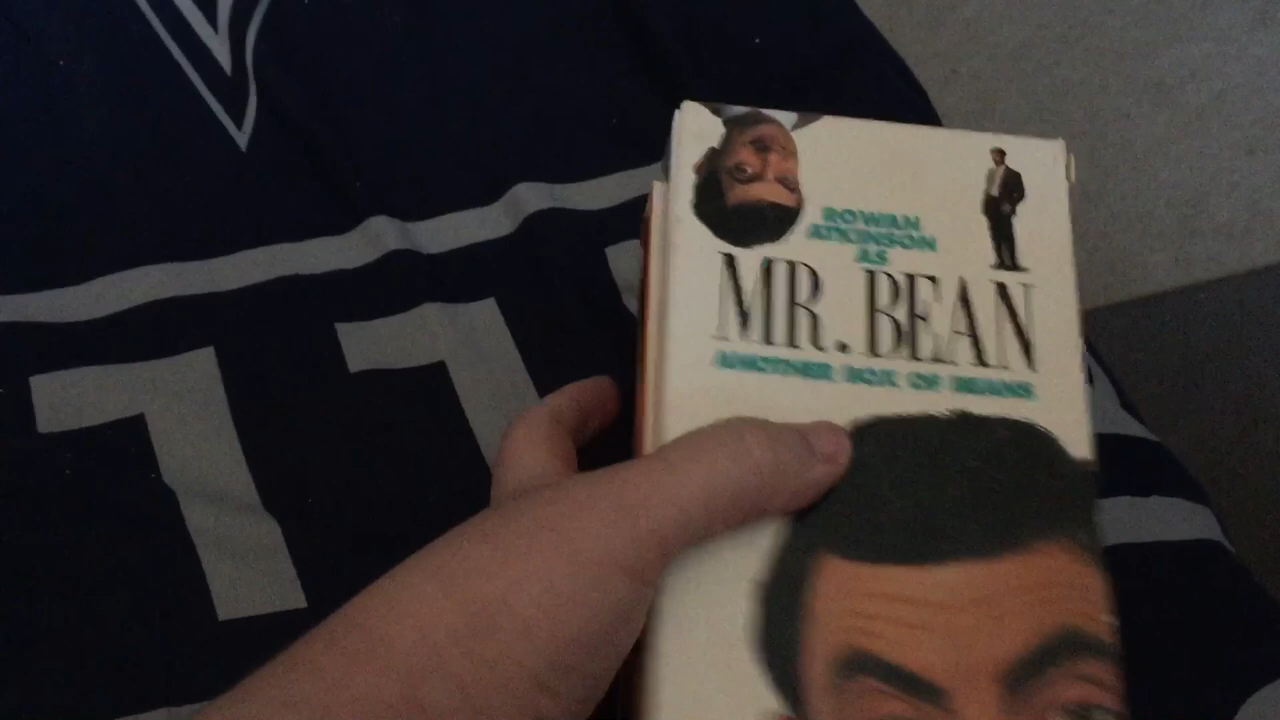 ROWAN
ATKINSON
AS
MR. BEAN
ANOTHER BOX OF BEANS